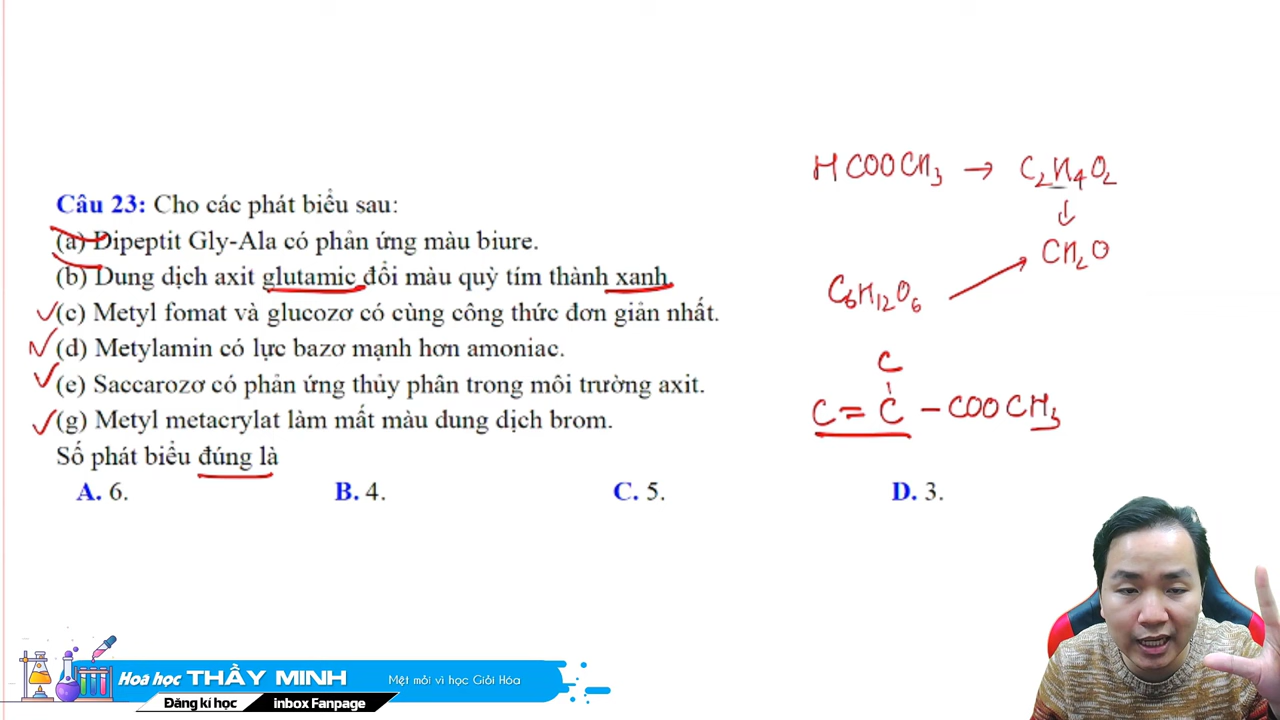 Câu 23: Cho các phát biểu sau:
(a) Dipeptit Gly-Ala có phản ứng màu biure.
(b) Dung dịch axit glutamic đổi màu quỳ tím thành xanh.
(c) Metyl fomat và glucozơ có cùng công thức đơn giản nhất.
(d) Metylamin có lực bazơ mạnh hơn amoniac.
(e) Saccarozơ có phản ứng thủy phân trong môi trường axit.
(g) Metyl metacrylat làm mất màu dung dịch brom.
Số phát biểu đúng là
A. 6. B. 4. C. 5. D. 3.
HCOOCH3 → C2H4O2
↓
CH2O
C6H12O6
C
C = C – COOCH3
Hoá học THẦY MINH
Mệt mỏi vì học Giỏi Hóa
Đăng kí học inbox Fanpage